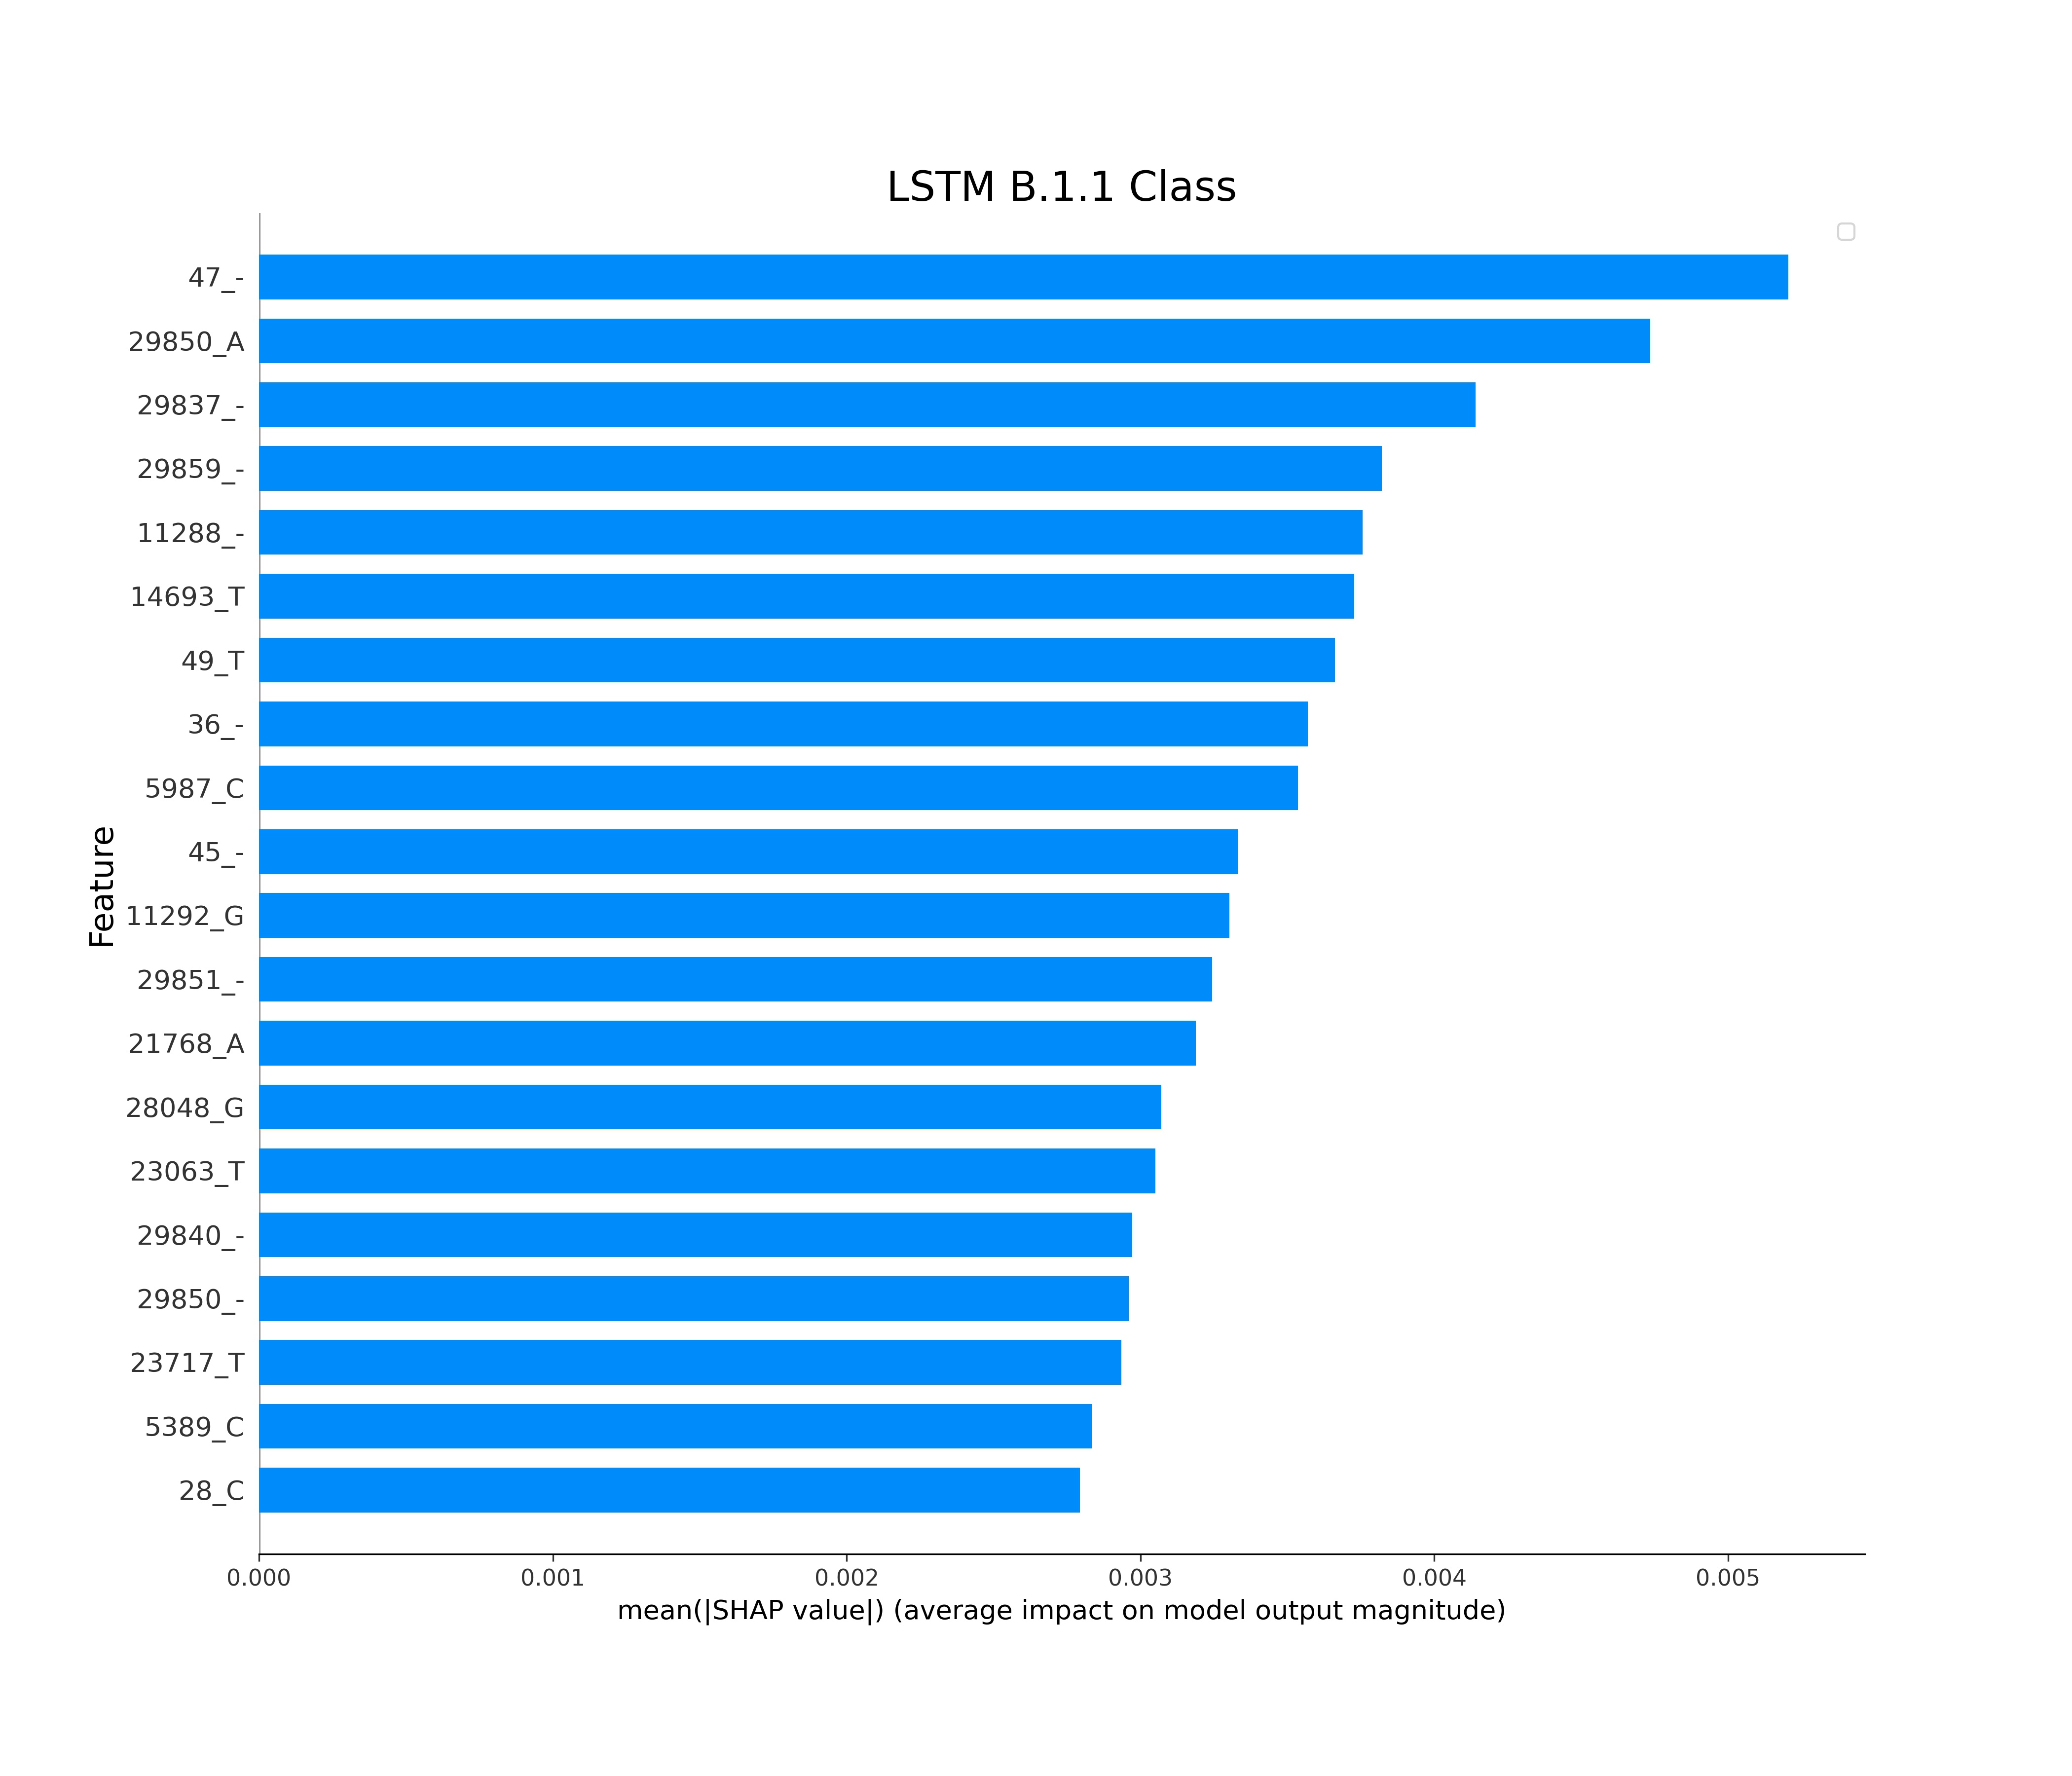 LSTM B.1.1 Class
47_-
29850_A
29837_-
29859_-
11288_-
14693_T
49_T
36_-
5987_C
45_-
11292_G
29851_-
21768_A
28048_G
23063_T
29840_-
29850_-
23717_T
5389_C
28_C
Feature
0.000 0.001 0.002 0.003 0.004 0.005
mean(|SHAP value|) (average impact on model output magnitude)